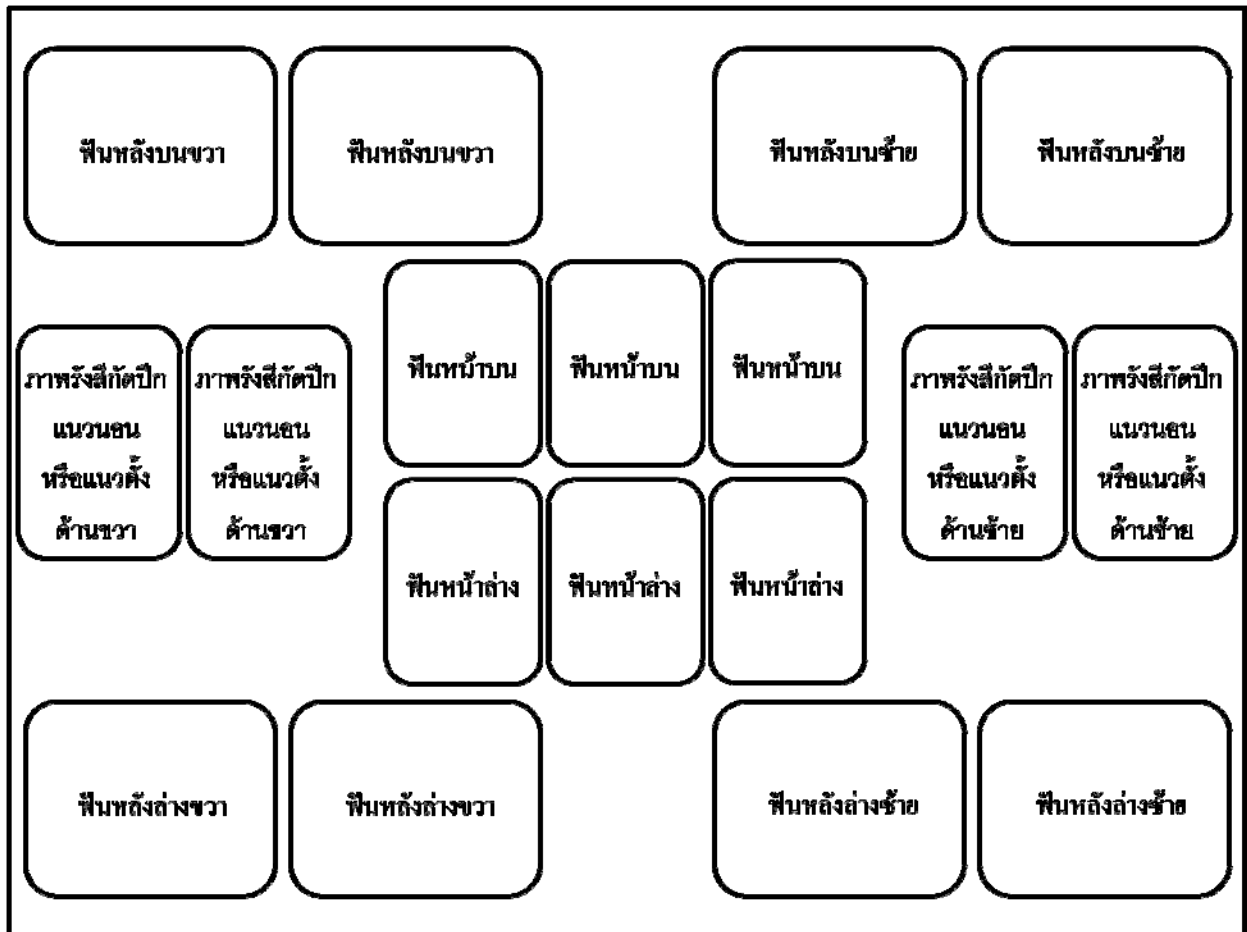 ฟันหลังบนขวา
ฟันหลังบนขวา
ฟันหลังบนซ้าย
ฟันหลังบนซ้าย
ฟันหน้าบน
ฟันหน้าบน
ฟันหน้าบน
ภาพรังสีกัดปีก
แนวนอน
หรือแนวตั้ง
ด้านขวา
ภาพรังสีกัดปีก
แนวนอน
หรือแนวตั้ง
ด้านขวา
ภาพรังสีกัดปีก
แนวนอน
หรือแนวตั้ง
ด้านซ้าย
ภาพรังสีกัดปีก
แนวนอน
หรือแนวตั้ง
ด้านซ้าย
ฟันหน้าล่าง
ฟันหน้าล่าง
ฟันหน้าล่าง
ฟันหลังล่างขวา
ฟันหลังล่างขวา
ฟันหลังล่างซ้าย
ฟันหลังล่างซ้าย